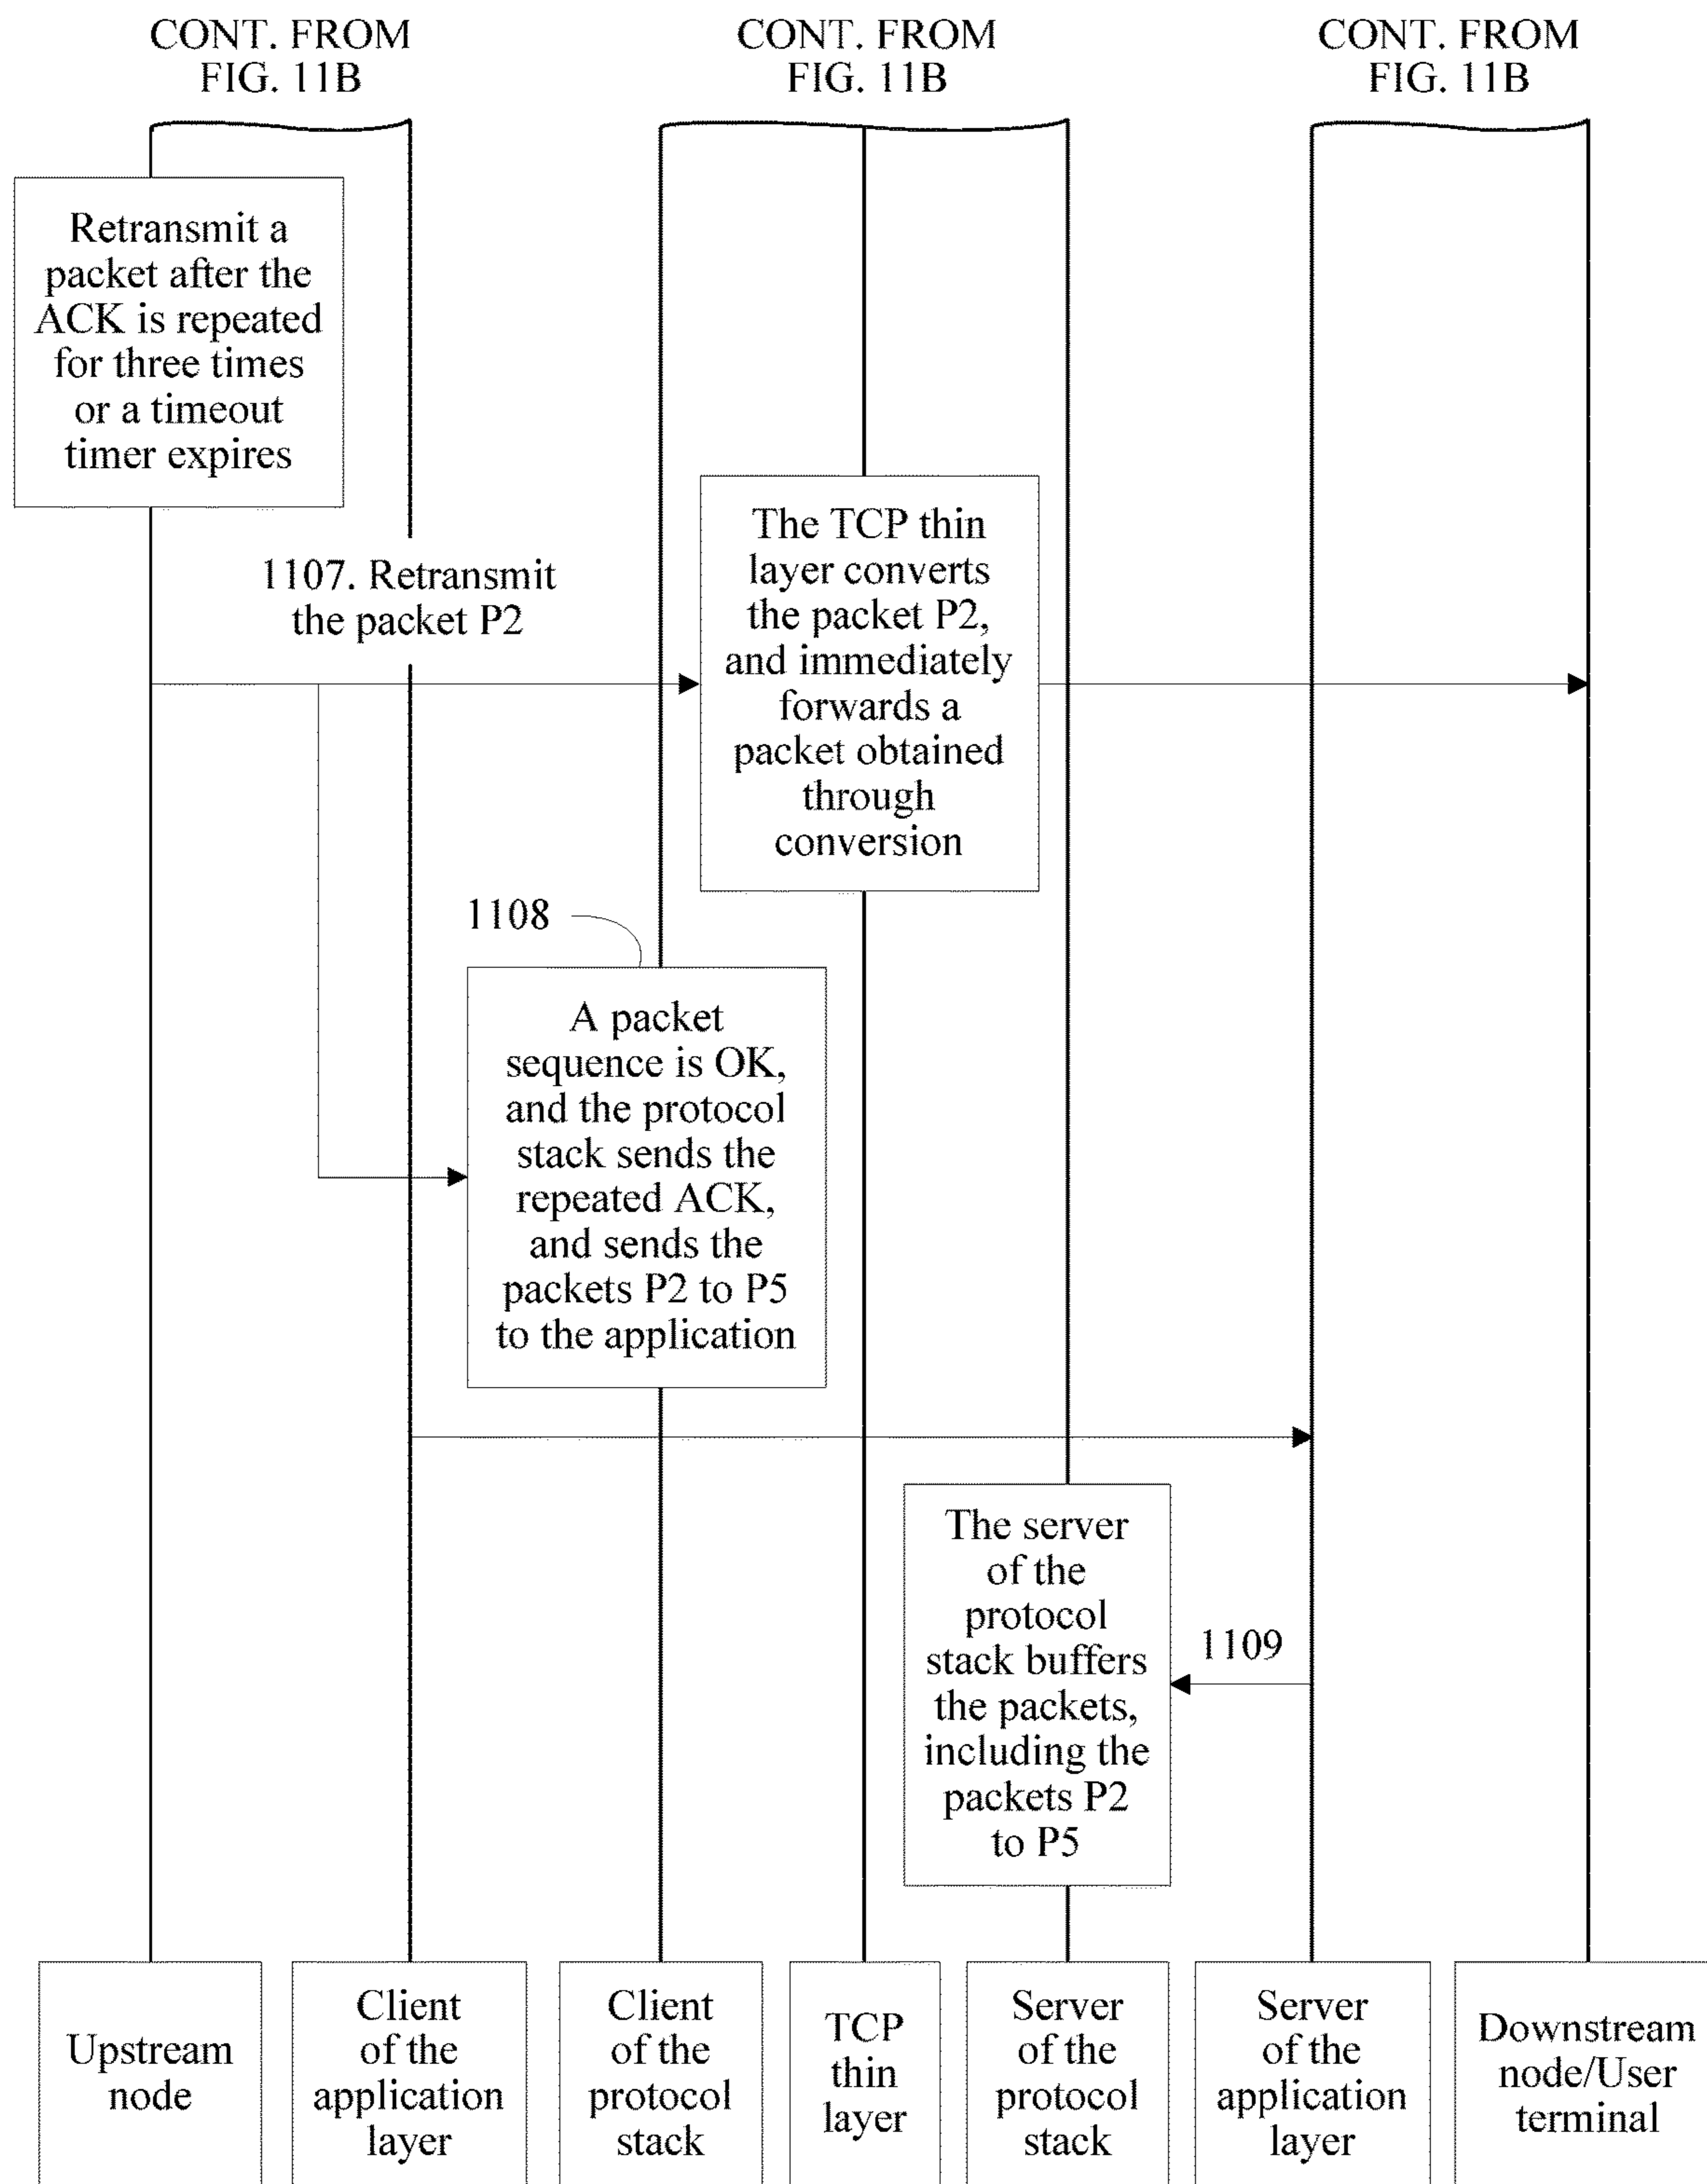 CONT. FROM
FIG. 11B
CONT. FROM
FIG. 11B
CONT. FROM
FIG. 11B
Retransmit a
packet after the
ACK is repeated
for three times
or a timeout
timer expires
1107. Retransmit
the packet P2
The TCP thin
layer converts
the packet P2,
and immediately
forwards a
packet obtained
through
conversion
1108
A packet
sequence is OK,
and the protocol
stack sends the
repeated ACK,
and sends the
packets P2 to P5
to the application
The server
of the
protocol
stack buffers
the packets,
including the
packets P2
to P5
1109
Upstream
node
Client
of the
application
layer
Client
of the
protocol
stack
TCP
thin
layer
Server
of the
protocol
stack
Server
of the
application
layer
Downstream
node/User
terminal